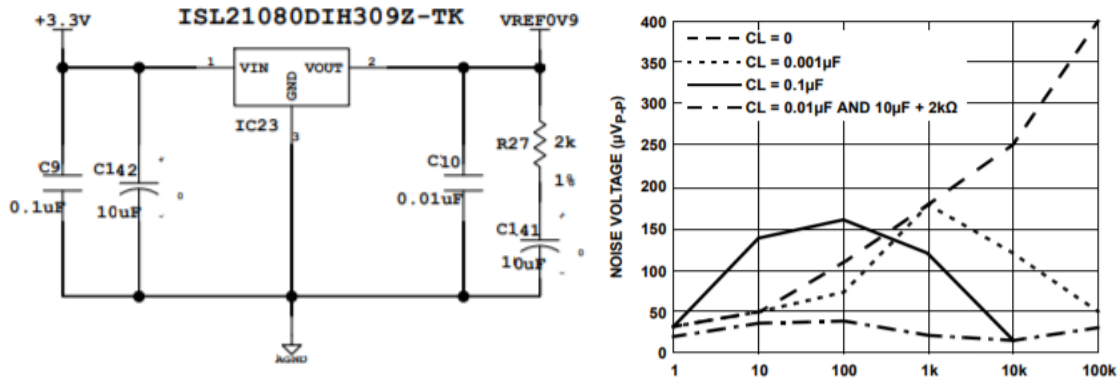 ISL21080DIH309Z-TK
+3.3V
VREF0V9
1
VIN
VOUT
2
GND
IC23
3
C9
0.1uF
C142
10uF
C10
0.01uF
R27
2k
1%
C141
10uF
AGND
NOISE VOLTAGE (µVP-P)
400
350
300
250
200
150
100
50
0
CL = 0
CL = 0.001µF
CL = 0.1µF
CL = 0.01µF AND 10µF + 2kΩ
1
10
100
1k
10k
100k